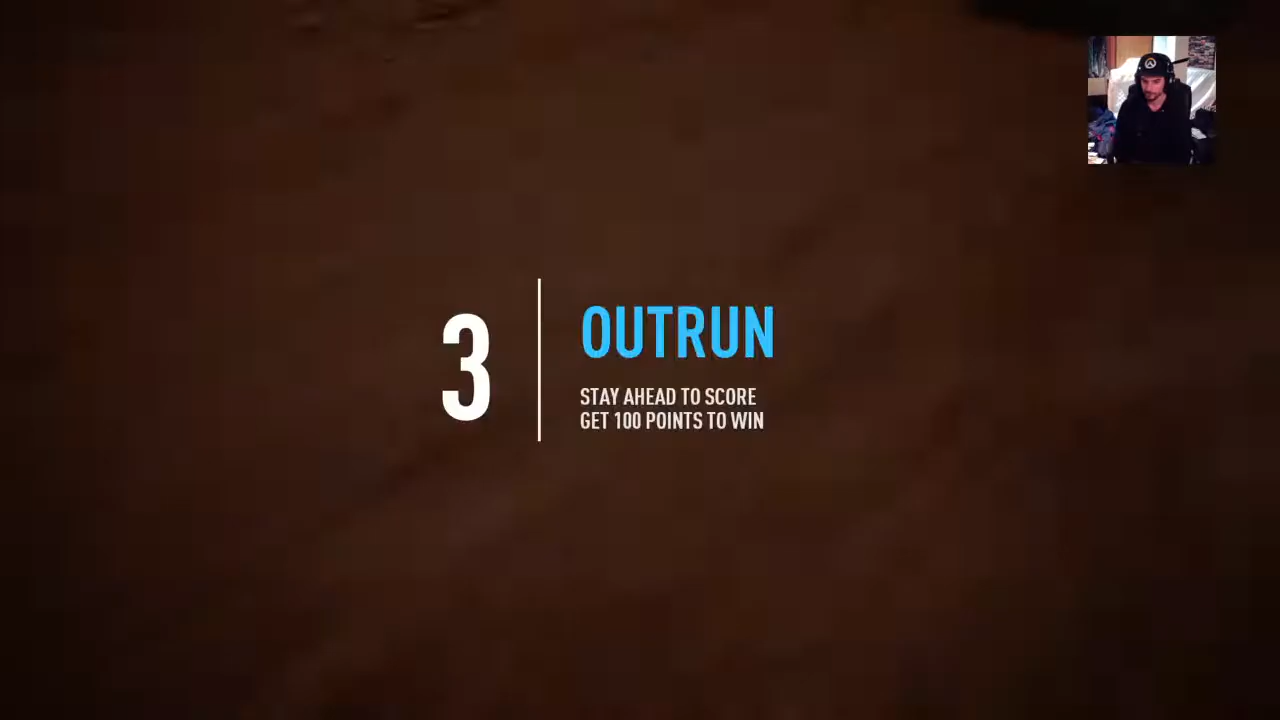 3
OUTRUN
STAY AHEAD TO SCORE
GET 100 POINTS TO WIN